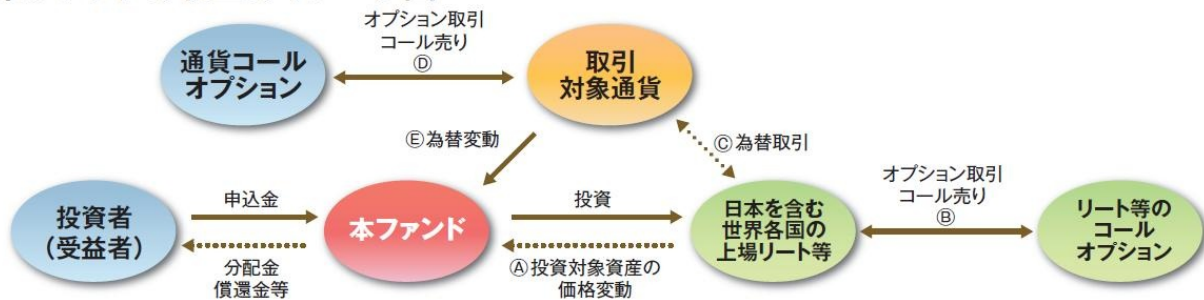 オプション取引
コール売り
Ⓓ
通貨コール
オプション
取引
対象通貨
Ⓔ為替変動
Ⓒ為替取引
オプション取引
コール売り
Ⓑ
投資者
（受益者）
申込金
分配金
償還金等
本ファンド
投資
Ⓐ投資対象資産の
価格変動
日本を含む
世界各国の
上場リート等
リート等の
コール
オプション